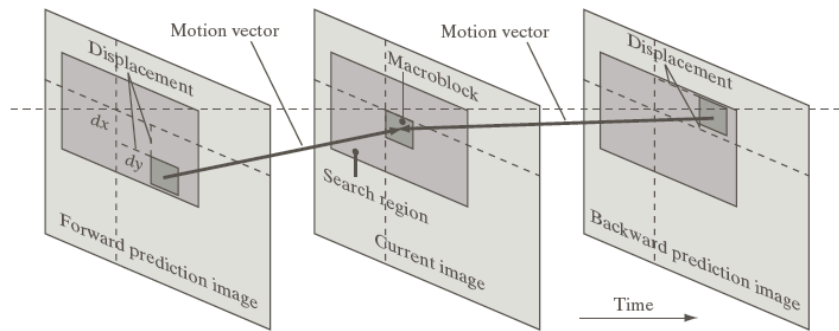 Motion vector
Displacement
dx
dy
Forward prediction image
Macroblock
Search region
Current image
Motion vector
Displacement
Backward prediction image
Time